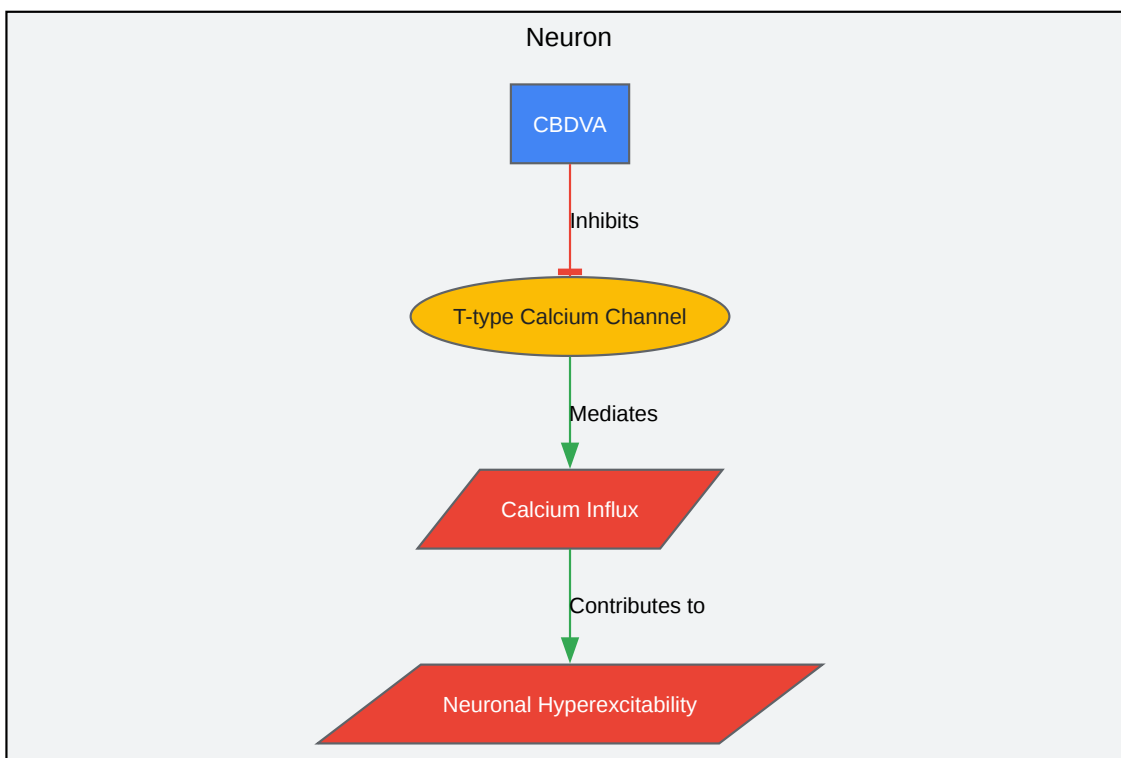 Neuron
CBDVA
Inhibits
T-type Calcium Channel
Mediates
Calcium Influx
Contributes to
Neuronal Hyperexcitability